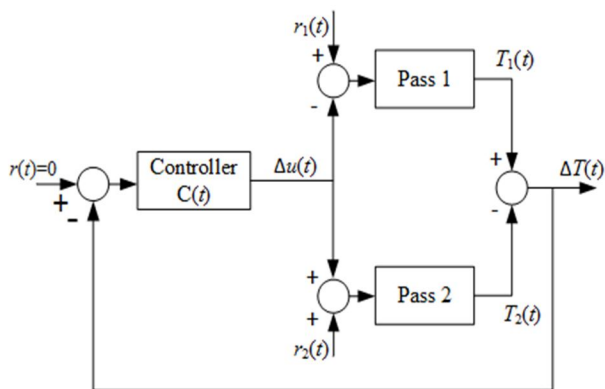 r₁(t)
+
-
Pass 1
T₁(t)
r(t)=0
+
-
Controller
C(t)
Δu(t)
+
-
ΔT(t)
+
+
Pass 2
T₂(t)
r₂(t)